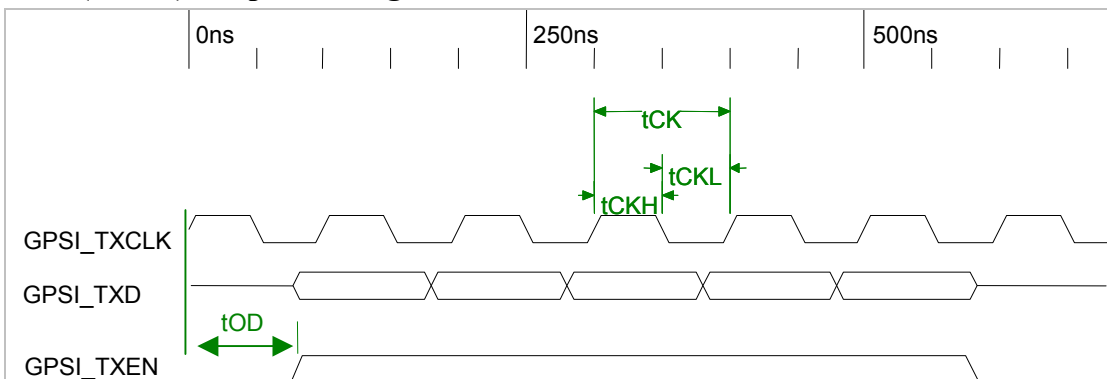 0ns 250ns 500ns
tCK
tCKL
tCKH
GPSI_TXCLK
GPSI_TXD
tOD
GPSI_TXEN